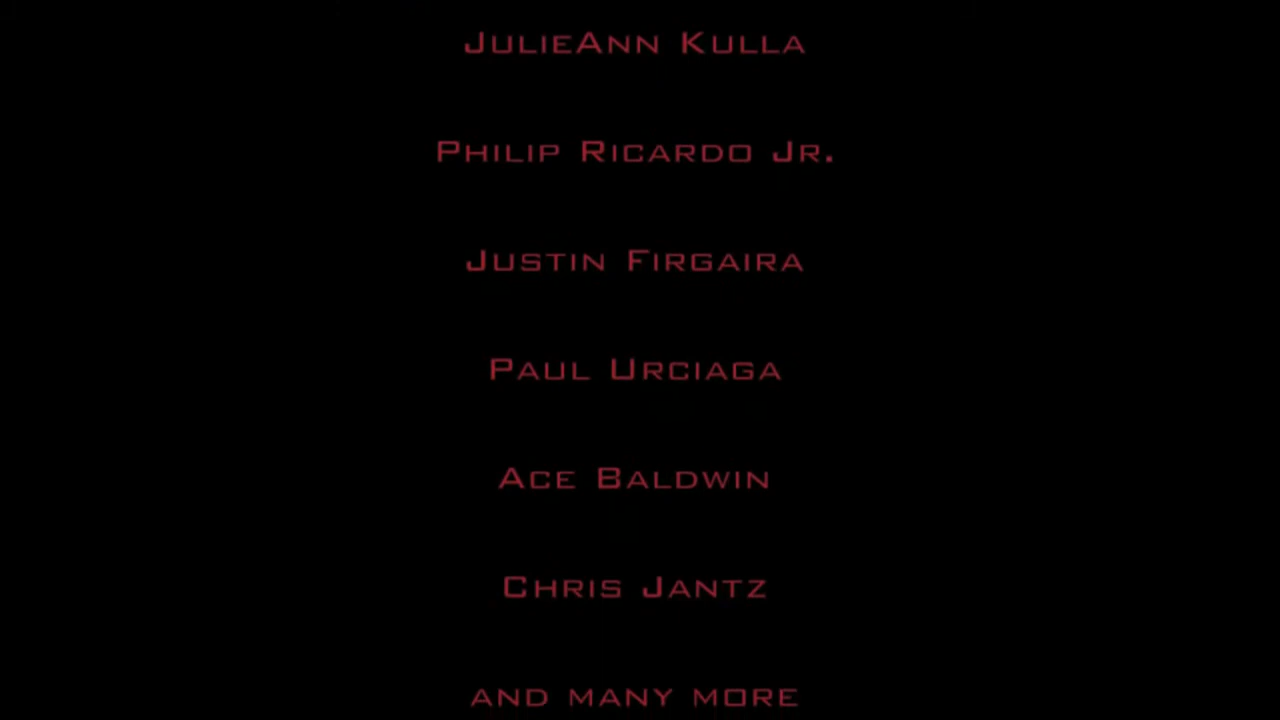 JulieAnn Kulla
Philip Ricardo Jr.
Justin Firgaira
Paul Urciaga
Ace Baldwin
Chris Jantz
and many more